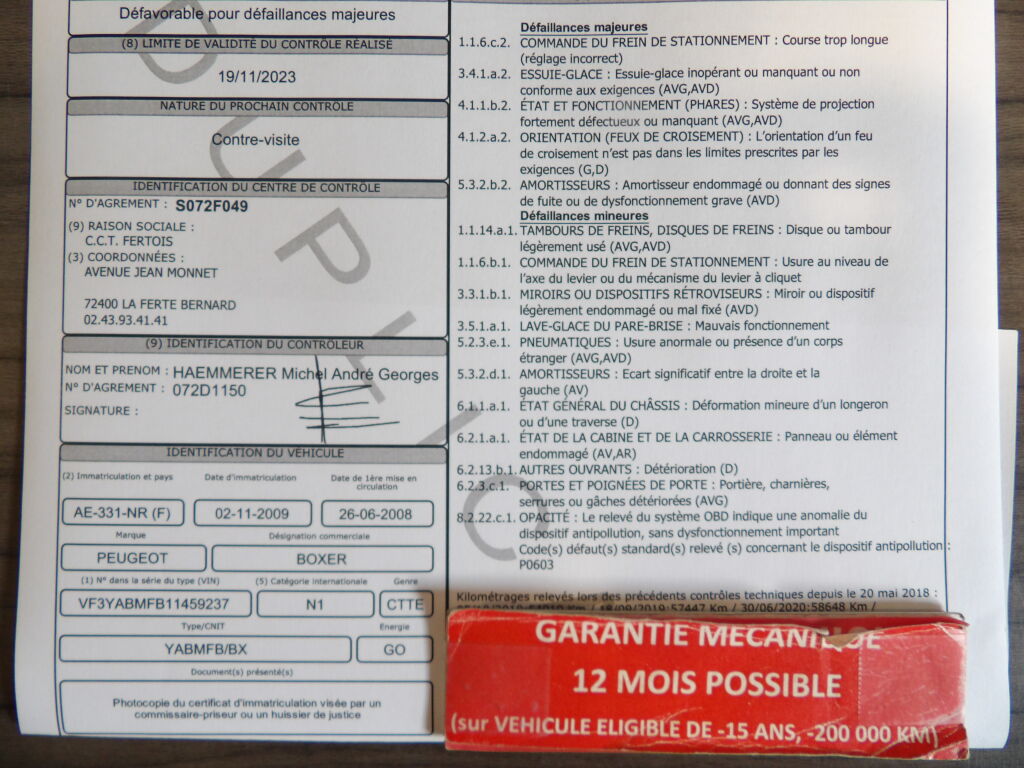 Défavorable pour défaillances majeures
(8) LIMITE DE VALIDITÉ DU CONTRÔLE RÉALISÉ
19/11/2023
NATURE DU PROCHAIN CONTRÔLE
Contre-visite
IDENTIFICATION DU CENTRE DE CONTRÔLE
N° D'AGREMENT : S072F049
(9) RAISON SOCIALE :
C.C.T. FERTOIS
(3) COORDONNÉES :
AVENUE JEAN MONNET
72400 LA FERTE BERNARD
02.43.93.41.41
(9) IDENTIFICATION DU CONTRÔLEUR
NOM ET PRENOM : HAEMMERER Michel André Georges
N° D'AGREMENT : 072D1150
SIGNATURE :
IDENTIFICATION DU VÉHICULE
(2) Immatriculation et pays Date d'immatriculation Date de 1ère mise en
circulation
AE-331-NR (F) 02-11-2009 26-06-2008
Marque Désignation commerciale
PEUGEOT BOXER
(1) N° dans la série du type (VIN) (5) Catégorie internationale Genre
VF3YABMFB11459237 N1 CTTE
Type/CNIT Energie
YABMFB/BX GO
Document(s) présenté(s)
Photocopie du certificat d'immatriculation visée par un
commissaire-priseur ou un huissier de justice
Défaillances majeures
1.1.6.c.2. COMMANDE DU FREIN DE STATIONNEMENT : Course trop longue
(réglage incorrect)
3.4.1.a.2. ESSUIE-GLACE : Essuie-glace inopérant ou manquant ou non
conforme aux exigences (AVG,AVD)
4.1.1.b.2. ÉTAT ET FONCTIONNEMENT (PHARES) : Système de projection
fortement défectueux ou manquant (AVG,AVD)
4.1.2.a.2. ORIENTATION (FEUX DE CROISEMENT) : L'orientation d'un feu
de croisement n'est pas dans les limites prescrites par les
exigences (G,D)
5.3.2.b.2. AMORTISSEURS : Amortisseur endommagé ou donnant des signes
de fuite ou de dysfonctionnement grave (AVD)
Défaillances mineures
1.1.14.a.1. TAMBOURS DE FREINS, DISQUES DE FREINS : Disque ou tambour
légèrement usé (AVG,AVD)
1.1.6.b.1. COMMANDE DU FREIN DE STATIONNEMENT : Usure au niveau de
l'axe du levier ou du mécanisme du levier à cliquet
3.3.1.b.1. MIROIRS OU DISPOSITIFS RÉTROVISEURS : Miroir ou dispositif
légèrement endommagé ou mal fixé (AVD)
3.5.1.a.1. LAVE-GLACE DU PARE-BRISE : Mauvais fonctionnement
5.2.3.e.1. PNEUMATIQUES : Usure anormale ou présence d'un corps
étranger (AVG,AVD)
5.3.2.d.1. AMORTISSEURS : Ecart significatif entre la droite et la
gauche (AV)
6.1.1.a.1. ÉTAT GÉNÉRAL DU CHÂSSIS : Déformation mineure d'un longeron
ou d'une traverse (D)
6.2.1.a.1. ÉTAT DE LA CABINE ET DE LA CARROSSERIE : Panneau ou élément
endommagé (AV,AR)
6.2.13.b.1. AUTRES OUVRANTS : Détérioration (D)
6.2.3.c.1. PORTES ET POIGNÉES DE PORTE : Portière, charnières,
serrures ou gâches détériorées (AVG)
8.2.22.c.1. OPACITÉ : Le relevé du système OBD indique une anomalie du
dispositif antipollution, sans dysfonctionnement important
Code(s) défaut(s) standard(s) relevé (s) concernant le dispositif antipollution :
P0603
Kilométrages relevés lors des précédents contrôles techniques depuis le 20 mai 2018 :
57447 Km / 30/06/2020:58648 Km /
DUPLIC
GARANTIE MECANIQUE
12 MOIS POSSIBLE
(sur VEHICULE ELIGIBLE DE -15 ANS, -200 000 KM)